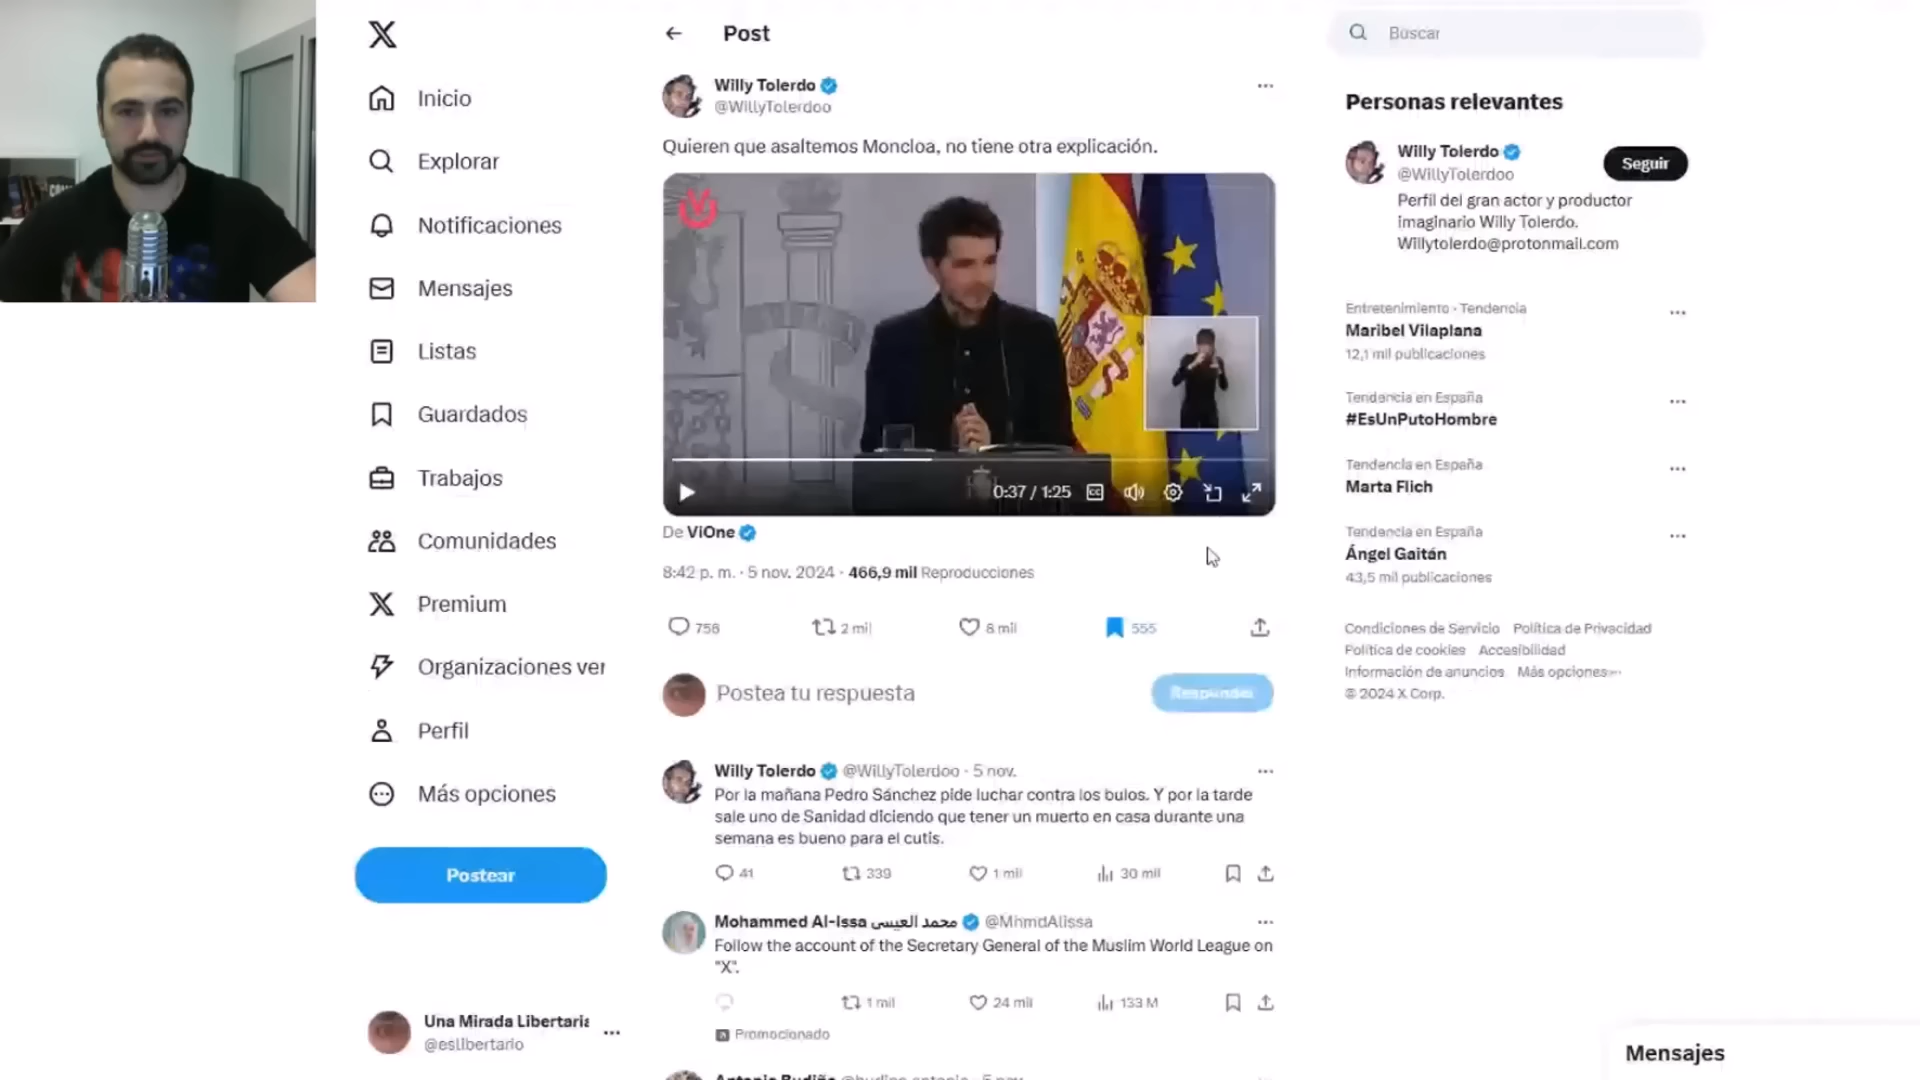 Inicio
Explorar
Notificaciones
Mensajes
Listas
Guardados
Trabajos
Comunidades
Premium
Organizaciones ver
Perfil
Más opciones
Postear
Una Mirada Libertaria
@eslibertario
Post
Willy Tolerdo
@WillyTolerdoo
Quieren que asaltemos Moncloa, no tiene otra explicación.
0:37 / 1:25
De ViOne
8:42 p. m. · 5 nov. 2024 · 466,9 mil Reproducciones
756
2 mil
8 mil
555
Postea tu respuesta
Responder
Willy Tolerdo @WillyTolerdoo · 5 nov.
Por la mañana Pedro Sánchez pide luchar contra los bulos. Y por la tarde
sale uno de Sanidad diciendo que tener un muerto en casa durante una
semana es bueno para el cutis.
41
339
1 mil
30 mil
Mohammed Al-Issa محمد العيسى @MhmdAlissa
Follow the account of the Secretary General of the Muslim World League on
"X".
1 mil
24 mil
133 M
Promocionado
Buscar
Personas relevantes
Willy Tolerdo
@WillyTolerdoo
Seguir
Perfil del gran actor y productor
imaginario Willy Tolerdo.
Willytolerdo@protonmail.com
Entretenimiento · Tendencia
Maribel Vilaplana
12,1 mil publicaciones
Tendencia en España
#EsUnPutoHombre
Tendencia en España
Marta Flich
Tendencia en España
Ángel Gaitán
43,5 mil publicaciones
Condiciones de Servicio Política de Privacidad
Política de cookies Accesibilidad
Información de anuncios Más opciones···
© 2024 X Corp.
Mensajes